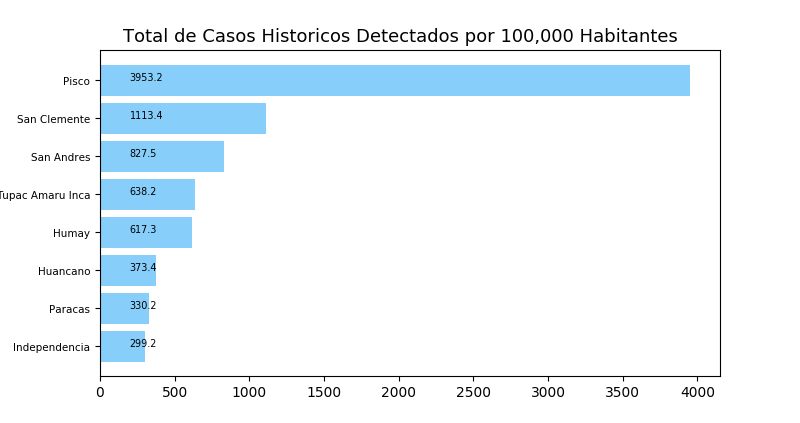 Total de Casos Historicos Detectados por 100,000 Habitantes
Pisco 3953.2
San Clemente 1113.4
San Andres 827.5
Tupac Amaru Inca 638.2
Humay 617.3
Huancano 373.4
Paracas 330.2
Independencia 299.2
0 500 1000 1500 2000 2500 3000 3500 4000